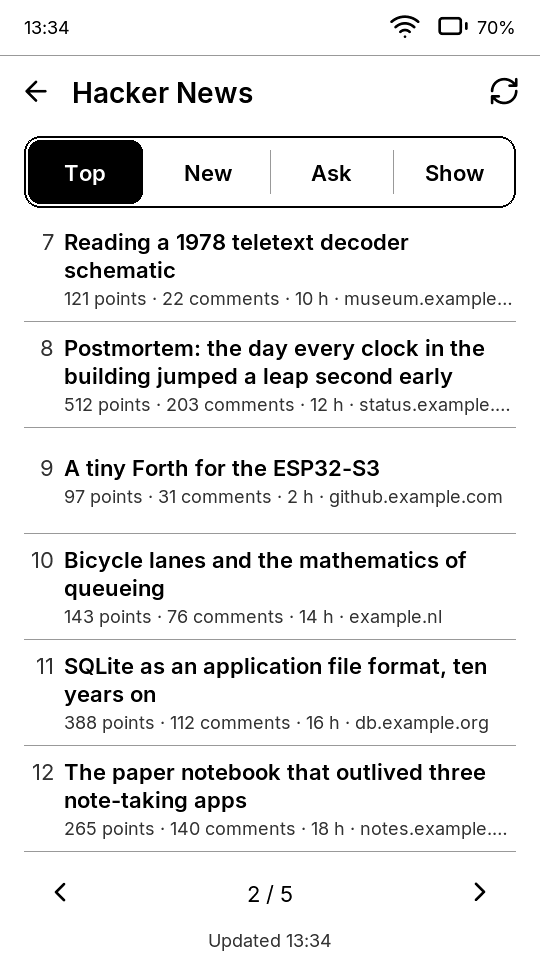 13:34
70%
Hacker News
Top
New
Ask
Show
7
Reading a 1978 teletext decoder
schematic
121 points · 22 comments · 10 h · museum.example...
8
Postmortem: the day every clock in the
building jumped a leap second early
512 points · 203 comments · 12 h · status.example....
9
A tiny Forth for the ESP32-S3
97 points · 31 comments · 2 h · github.example.com
10
Bicycle lanes and the mathematics of
queueing
143 points · 76 comments · 14 h · example.nl
11
SQLite as an application file format, ten
years on
388 points · 112 comments · 16 h · db.example.org
12
The paper notebook that outlived three
note-taking apps
265 points · 140 comments · 18 h · notes.example....
2 / 5
Updated 13:34